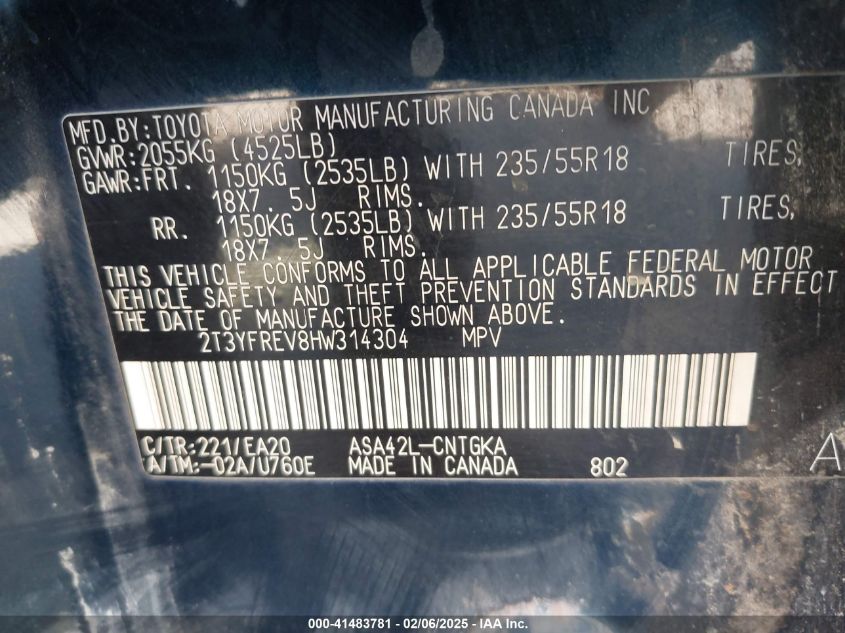 MFD.BY:TOYOTA MOTOR MANUFACTURING CANADA INC.
GVWR:2055KG (4525LB)
GAWR:FRT. 1150KG (2535LB) WITH 235/55R18 TIRES,
18X7.5J RIMS.
RR. 1150KG (2535LB) WITH 235/55R18 TIRES,
18X7.5J RIMS.
THIS VEHICLE CONFORMS TO ALL APPLICABLE FEDERAL MOTOR
VEHICLE SAFETY AND THEFT PREVENTION STANDARDS IN EFFECT
THE DATE OF MANUFACTURE SHOWN ABOVE.
2T3YFREV8HW314304 MPV
C/TR:221/EA20 ASA42L-CNTGKA
A/TM:-02A/U760E MADE IN CANADA 802 A
000-41483781 - 02/06/2025 - IAA Inc.